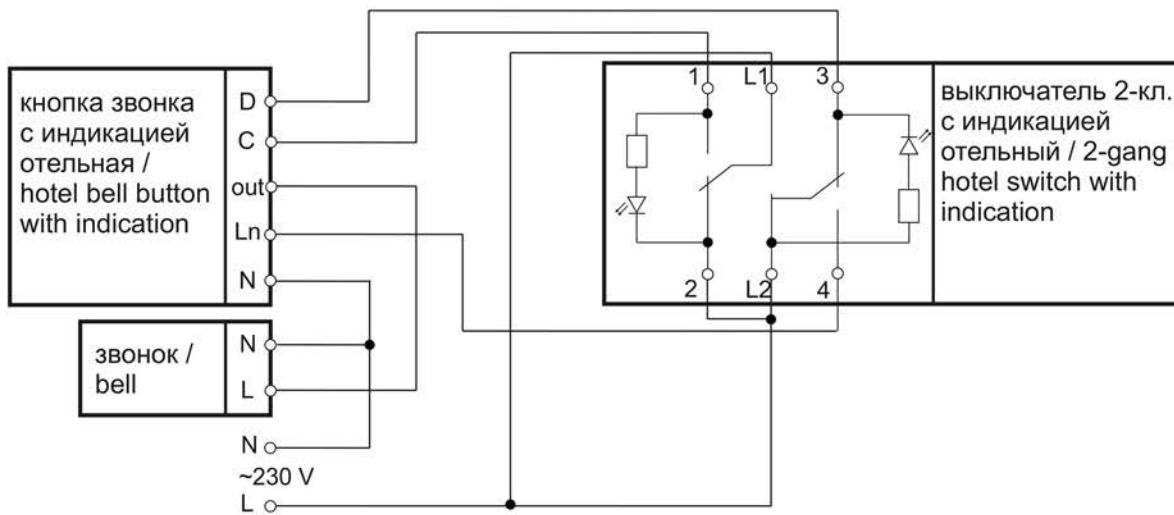 кнопка звонка
с индикацией
отельная /
hotel bell button
with indication
D
C
out
Ln
N
звонок /
bell
N
L
N
~230 V
L
1
L1
3
2
L2
4
выключатель 2-кл.
с индикацией
отельный / 2-gang
hotel switch with
indication